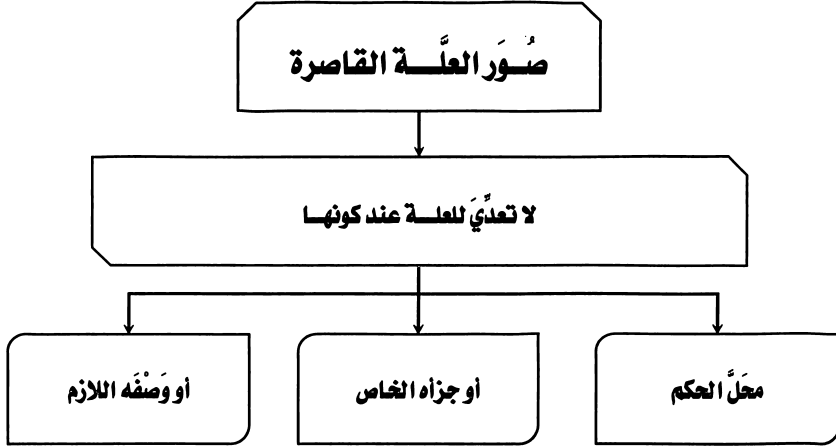 صُوَر العلَّة القاصرة
لا تعدِّيَ للعلة عند كونها
محَلَّ الحكم
أو جزأه الخاص
أو وَصْفَه اللازم